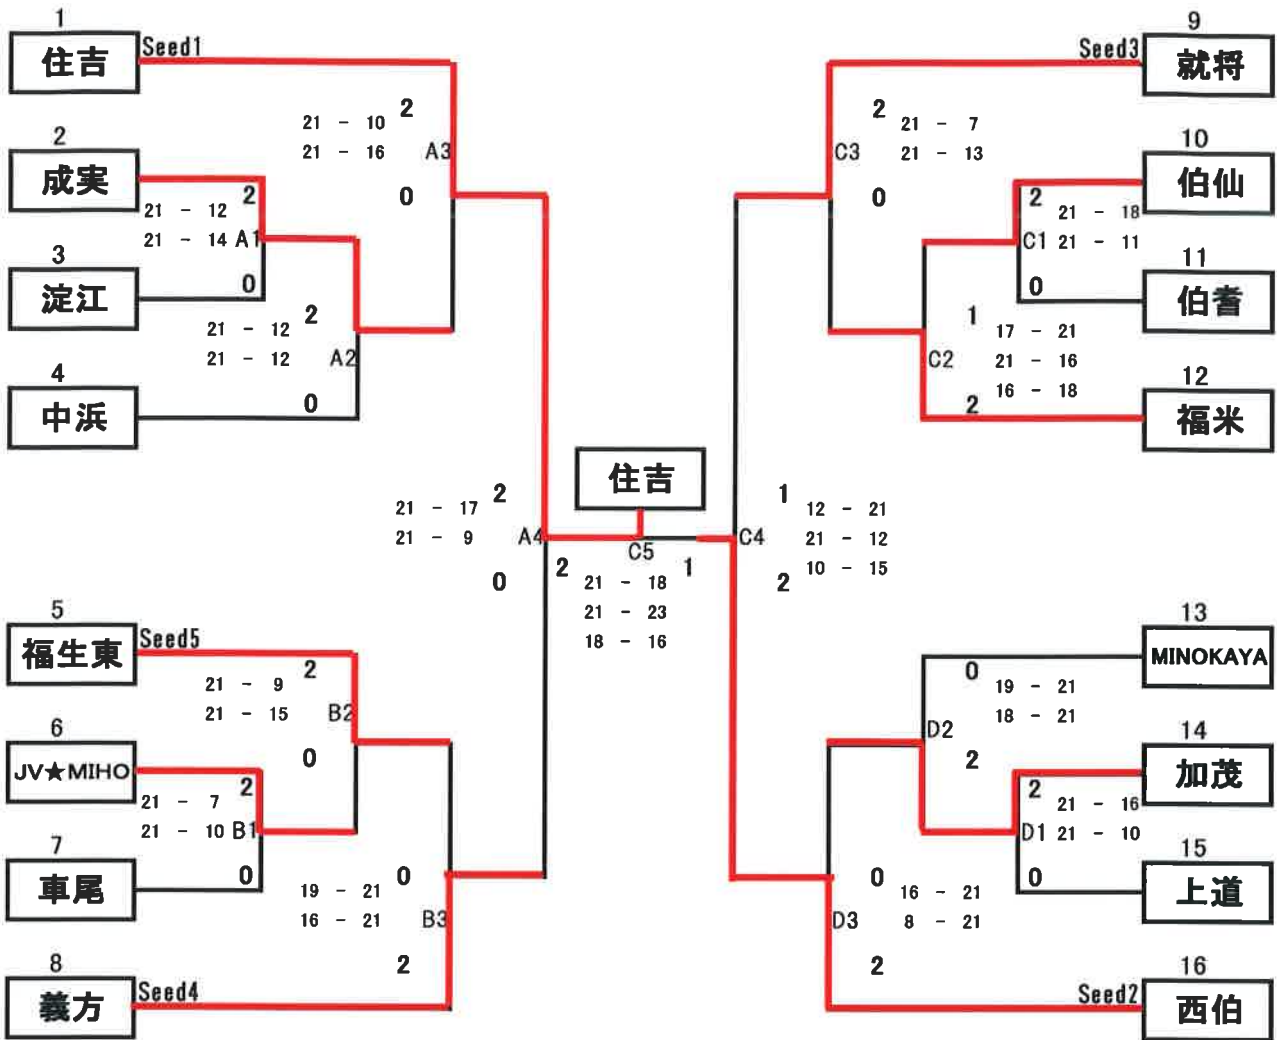 1
住吉
Seed1
21 - 10
21 - 16
2
A3
0
2
成実
21 - 12
21 - 14
2
A1
0
3
淀江
21 - 12
21 - 12
2
A2
0
4
中浜
21 - 17
21 - 9
2
A4
0
5
福生東
Seed5
21 - 9
21 - 15
2
B2
0
6
JV★MIHO
21 - 7
21 - 10
2
B1
0
7
車尾
19 - 21
16 - 21
0
B3
2
8
義方
Seed4
住吉
C5
2
21 - 18
21 - 23
18 - 16
1
9
就将
Seed3
2
21 - 7
21 - 13
C3
0
10
伯仙
2
21 - 18
21 - 11
C1
0
11
伯耆
1
17 - 21
21 - 16
16 - 18
C2
2
12
福米
1
12 - 21
21 - 12
10 - 15
C4
2
13
MINOKAYA
0
19 - 21
18 - 21
D2
2
14
加茂
2
21 - 16
21 - 10
D1
0
15
上道
0
16 - 21
8 - 21
D3
2
16
西伯
Seed2